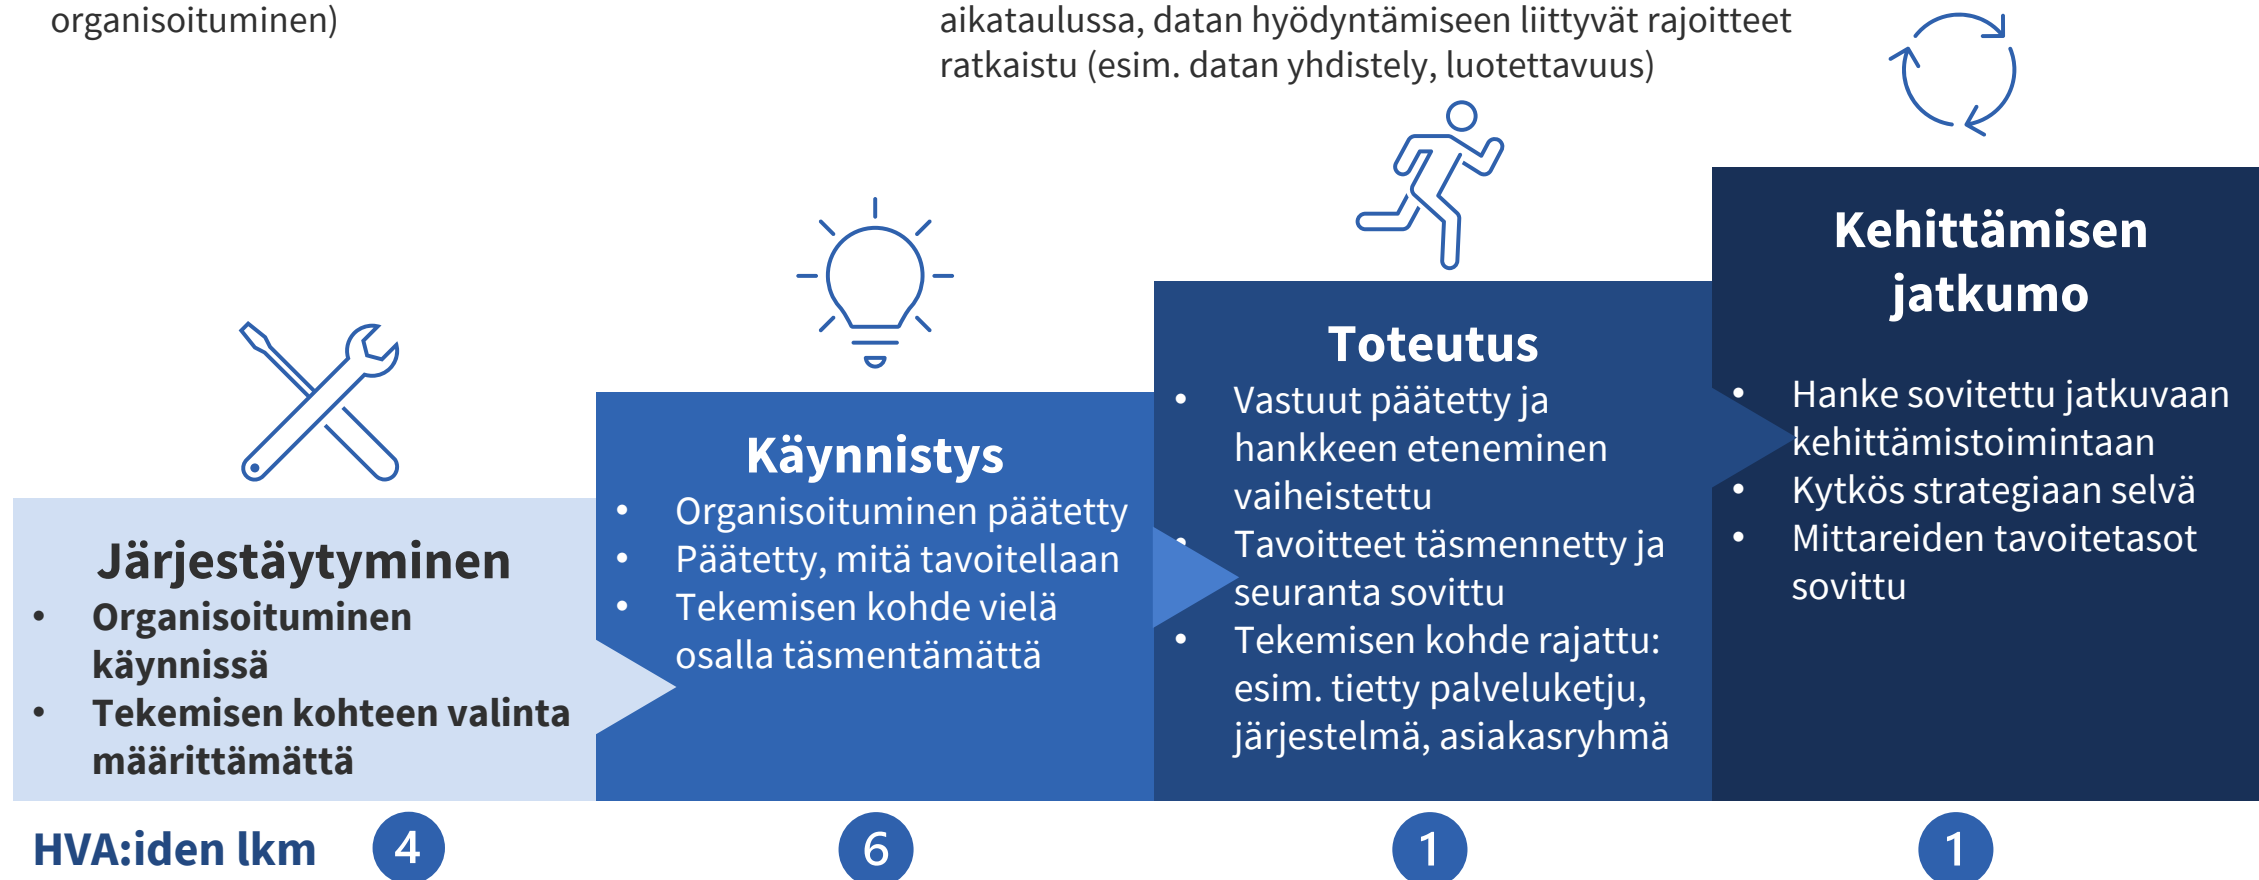 organisoituminen)
aikataulussa, datan hyödyntämiseen liittyvät rajoitteet
ratkaistu (esim. datan yhdistely, luotettavuus)
Järjestäytyminen
• Organisoituminen
käynnissä
• Tekemisen kohteen valinta
määrittämättä
Käynnistys
• Organisoituminen päätetty
• Päätetty, mitä tavoitellaan
• Tekemisen kohde vielä
osalla täsmentämättä
Toteutus
• Vastuut päätetty ja
hankkeen eteneminen
vaiheistettu
• Tavoitteet täsmennetty ja
seuranta sovittu
• Tekemisen kohde rajattu:
esim. tietty palveluketju,
järjestelmä, asiakasryhmä
Kehittämisen
jatkumo
• Hanke sovitettu jatkuvaan
kehittämistoimintaan
• Kytkös strategiaan selvä
• Mittareiden tavoitetasot
sovittu
HVA:iden lkm 4 6 1 1